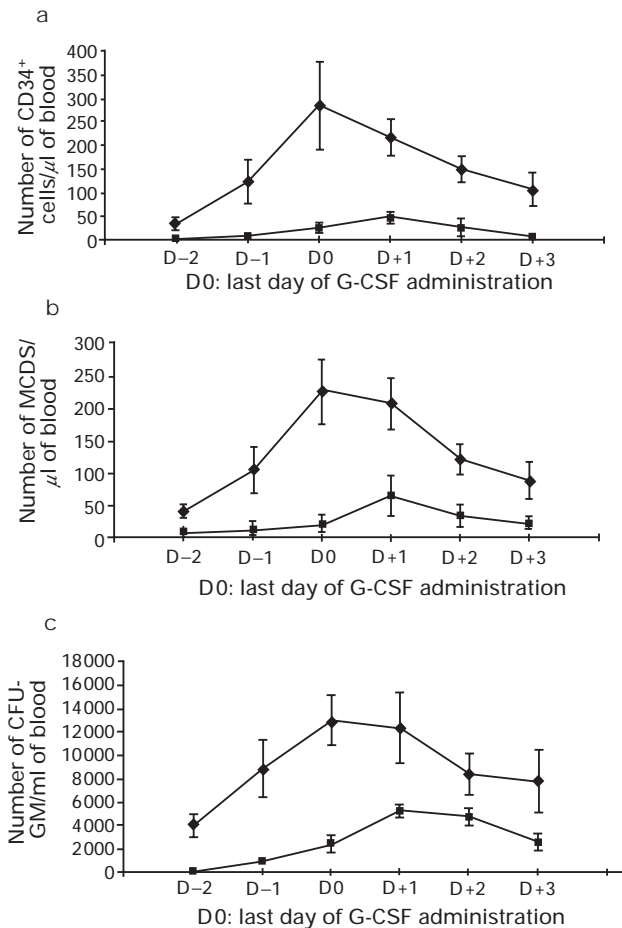 a
Number of CD34⁺
cells/µl of blood
400
350
300
250
200
150
100
50
0
D−2 D−1 D0 D+1 D+2 D+3
D0: last day of G-CSF administration
b
Number of MCDS/
µl of blood
300
250
200
150
100
50
0
D−2 D−1 D0 D+1 D+2 D+3
D0: last day of G-CSF administration
c
Number of CFU-
GM/ml of blood
18000
16000
14000
12000
10000
8000
6000
4000
2000
0
D−2 D−1 D0 D+1 D+2 D+3
D0: last day of G-CSF administration